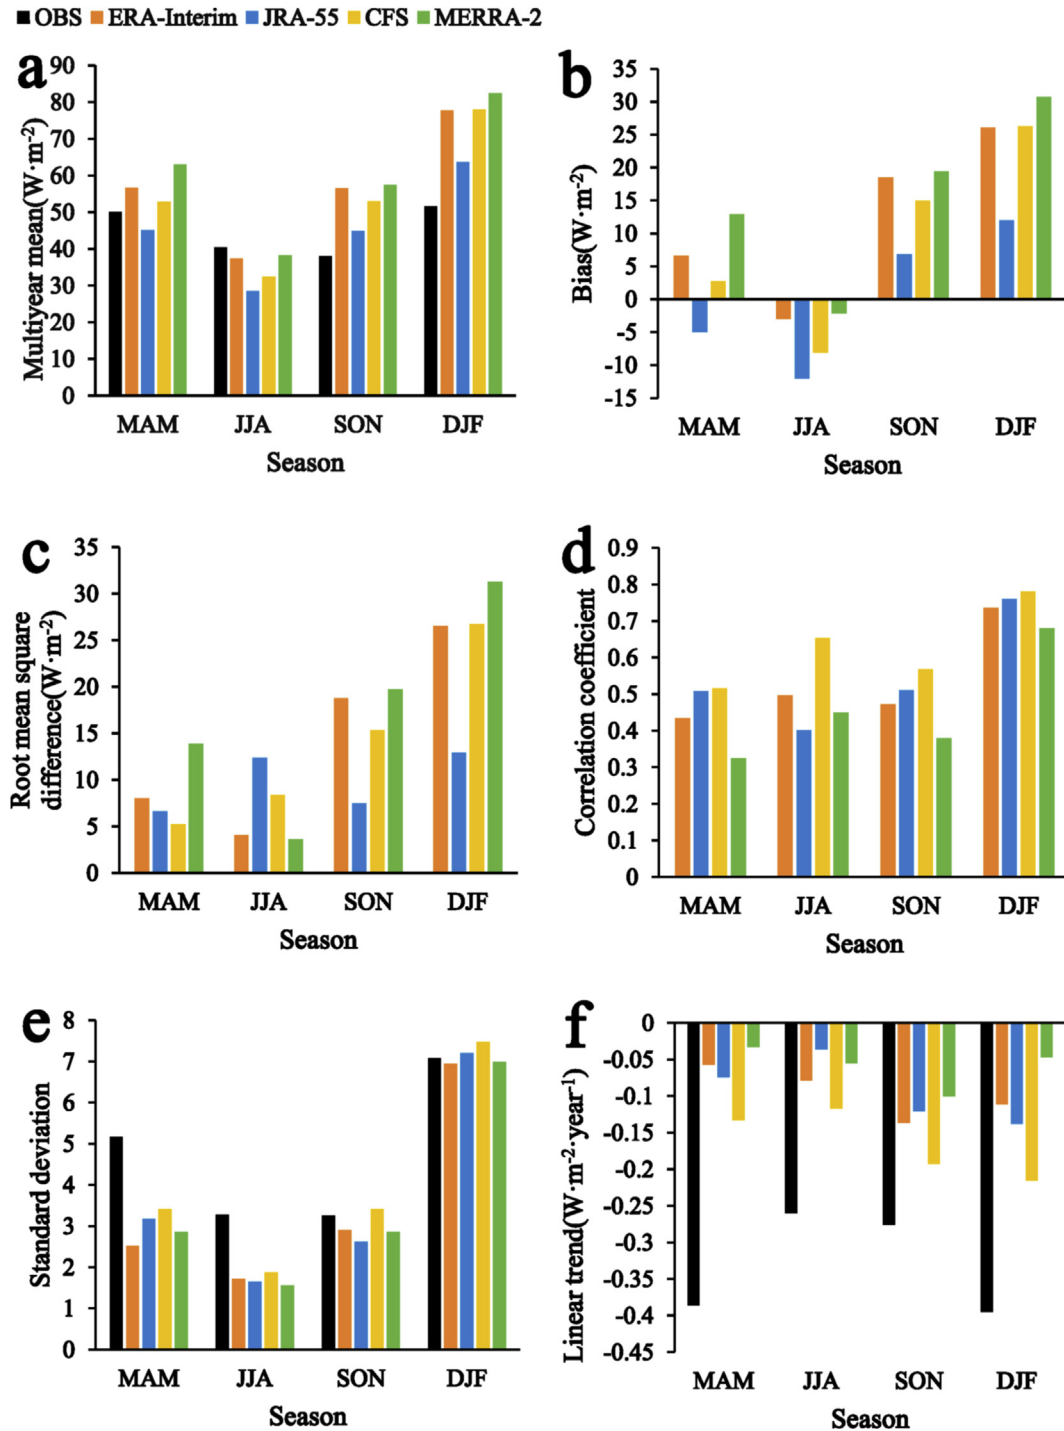 OBS ERA-Interim JRA-55 CFS MERRA-2
a
Multiyear mean(W·m-2)
90
80
70
60
50
40
30
20
10
0
MAM JJA SON DJF
Season
b
Bias(W·m-2)
35
30
25
20
15
10
5
0
-5
-10
-15
MAM JJA SON DJF
Season
c
Root mean square
difference(W·m-2)
35
30
25
20
15
10
5
0
MAM JJA SON DJF
Season
d
Correlation coefficient
0.9
0.8
0.7
0.6
0.5
0.4
0.3
0.2
0.1
0
MAM JJA SON DJF
Season
e
Standard deviation
8
7
6
5
4
3
2
1
0
MAM JJA SON DJF
Season
f
Linear trend(W·m-2·year-1)
0
-0.05
-0.1
-0.15
-0.2
-0.25
-0.3
-0.35
-0.4
-0.45
MAM JJA SON DJF
Season